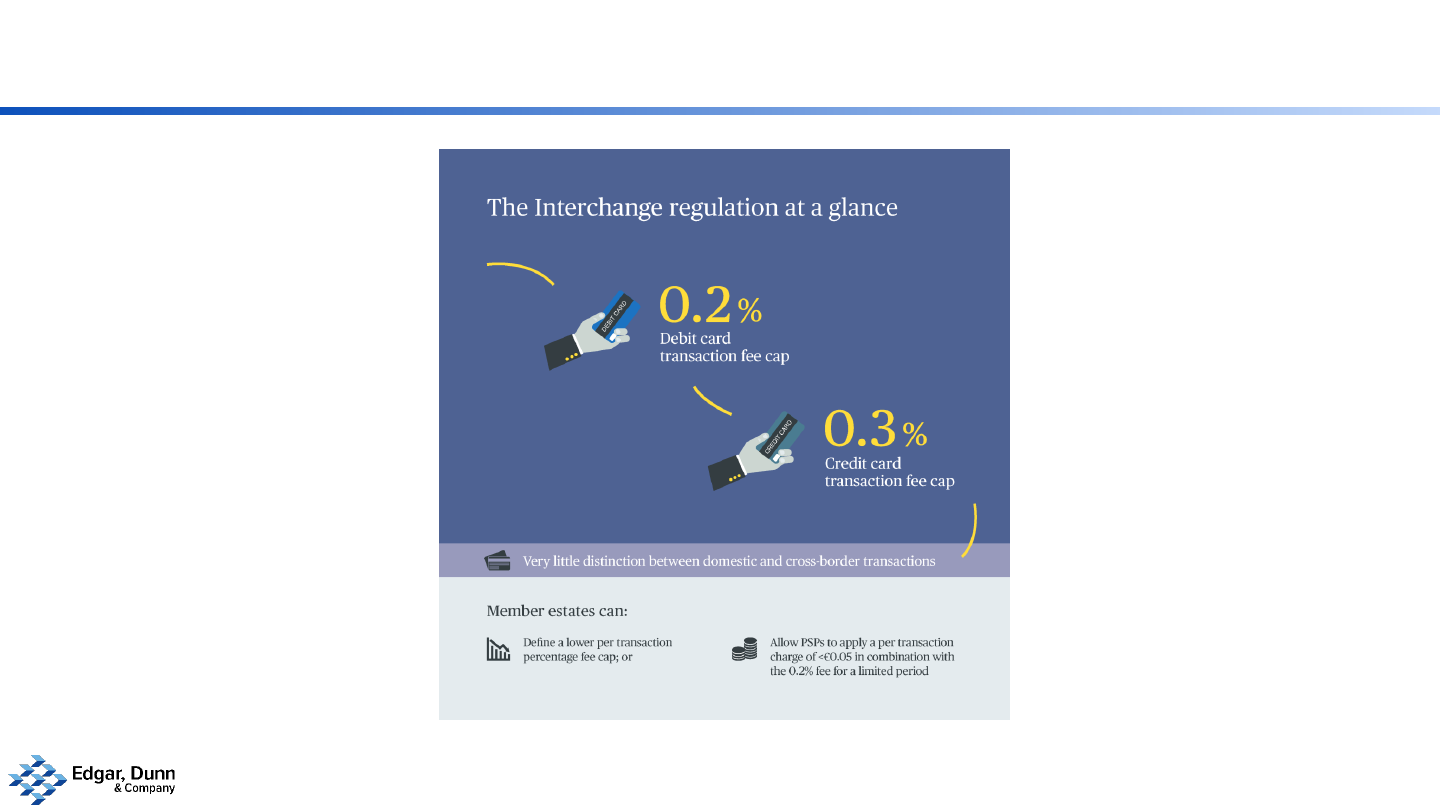 The Interchange regulation at a glance
DEBIT CARD
0.2%
Debit card
transaction fee cap
CREDIT CARD
0.3%
Credit card
transaction fee cap
Very little distinction between domestic and cross-border transactions
Member estates can:
Define a lower per transaction
percentage fee cap; or
Allow PSPs to apply a per transaction
charge of <€0.05 in combination with
the 0.2% fee for a limited period
Edgar, Dunn
& Company